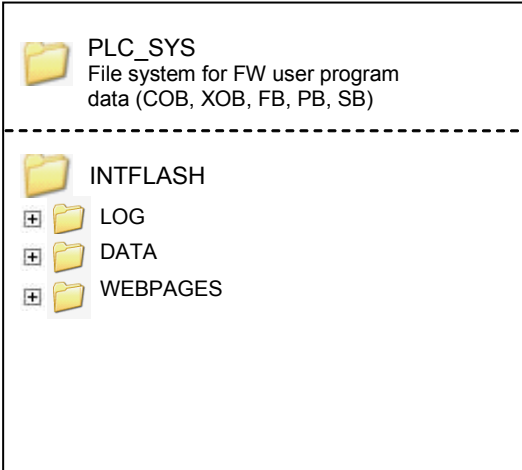 PLC_SYS
File system for FW user program
data (COB, XOB, FB, PB, SB)
INTFLASH
LOG
DATA
WEBPAGES